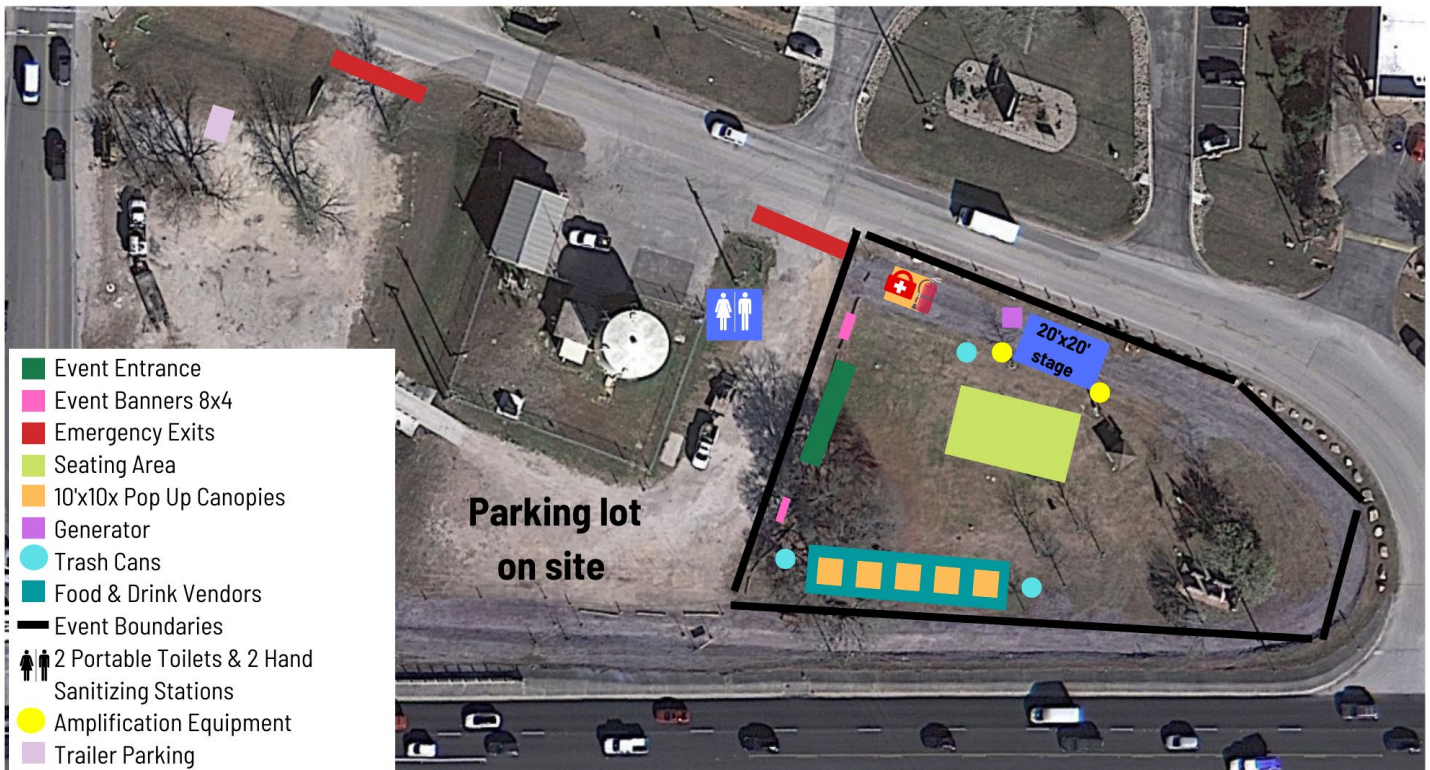 20'x20'
stage
Parking lot
on site
Event Entrance
Event Banners 8x4
Emergency Exits
Seating Area
10'x10x Pop Up Canopies
Generator
Trash Cans
Food & Drink Vendors
Event Boundaries
2 Portable Toilets & 2 Hand
Sanitizing Stations
Amplification Equipment
Trailer Parking